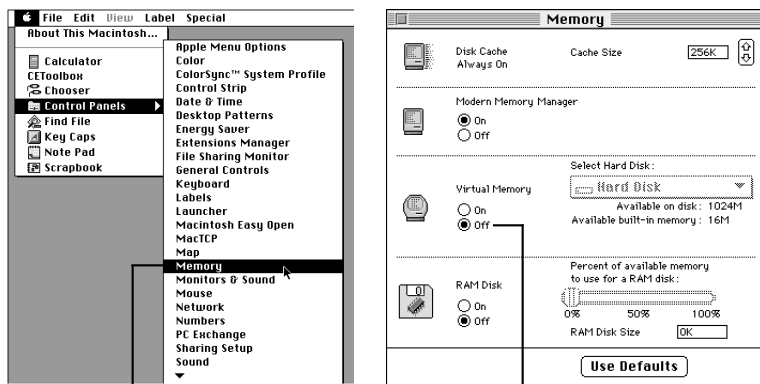 File Edit View Label Special
About This Macintosh...
Calculator
CEToolbox
Chooser
Control Panels
Find File
Key Caps
Note Pad
Scrapbook
Apple Menu Options
Color
ColorSync™ System Profile
Control Strip
Date & Time
Desktop Patterns
Energy Saver
Extensions Manager
File Sharing Monitor
General Controls
Keyboard
Labels
Launcher
Macintosh Easy Open
MacTCP
Map
Memory
Monitors & Sound
Mouse
Network
Numbers
PC Exchange
Sharing Setup
Sound
Memory
Disk Cache
Always On
Cache Size 256K
Modern Memory Manager
On
Off
Virtual Memory
On
Off
Select Hard Disk:
Hard Disk
Available on disk: 1024M
Available built-in memory: 16M
RAM Disk
On
Off
Percent of available memory
to use for a RAM disk:
0% 50% 100%
RAM Disk Size 0K
Use Defaults